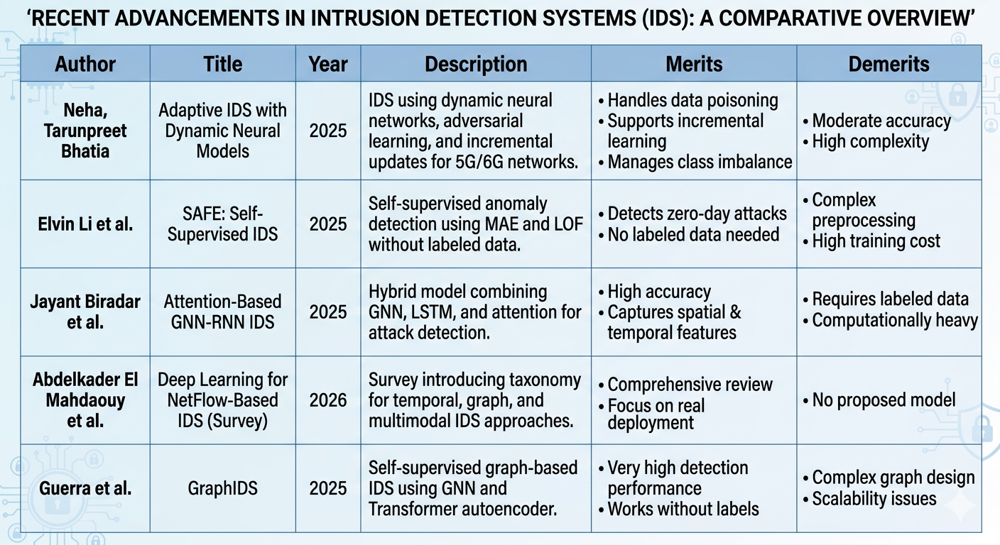 ‘RECENT ADVANCEMENTS IN INTRUSION DETECTION SYSTEMS (IDS): A COMPARATIVE OVERVIEW’
Author
Title
Year
Description
Merits
Demerits
Neha,
Tarunpreet
Bhatia
Adaptive IDS with
Dynamic Neural
Models
2025
IDS using dynamic neural
networks, adversarial
learning, and incremental
updates for 5G/6G networks.
• Handles data poisoning
• Supports incremental
learning
• Manages class imbalance
• Moderate accuracy
• High complexity
Elvin Li et al.
SAFE: Self-
Supervised IDS
2025
Self-supervised anomaly
detection using MAE and LOF
without labeled data.
• Detects zero-day attacks
• No labeled data needed
• Complex
preprocessing
• High training cost
Jayant Biradar
et al.
Attention-Based
GNN-RNN IDS
2025
Hybrid model combining
GNN, LSTM, and attention for
attack detection.
• High accuracy
• Captures spatial &
temporal features
• Requires labeled data
• Computationally heavy
Abdelkader El
Mahdaouy
et al.
Deep Learning for
NetFlow-Based
IDS (Survey)
2026
Survey introducing taxonomy
for temporal, graph, and
multimodal IDS approaches.
• Comprehensive review
• Focus on real
deployment
• No proposed model
Guerra et al.
GraphIDS
2025
Self-supervised graph-based
IDS using GNN and
Transformer autoencoder.
• Very high detection
performance
• Works without labels
• Complex graph design
• Scalability issues